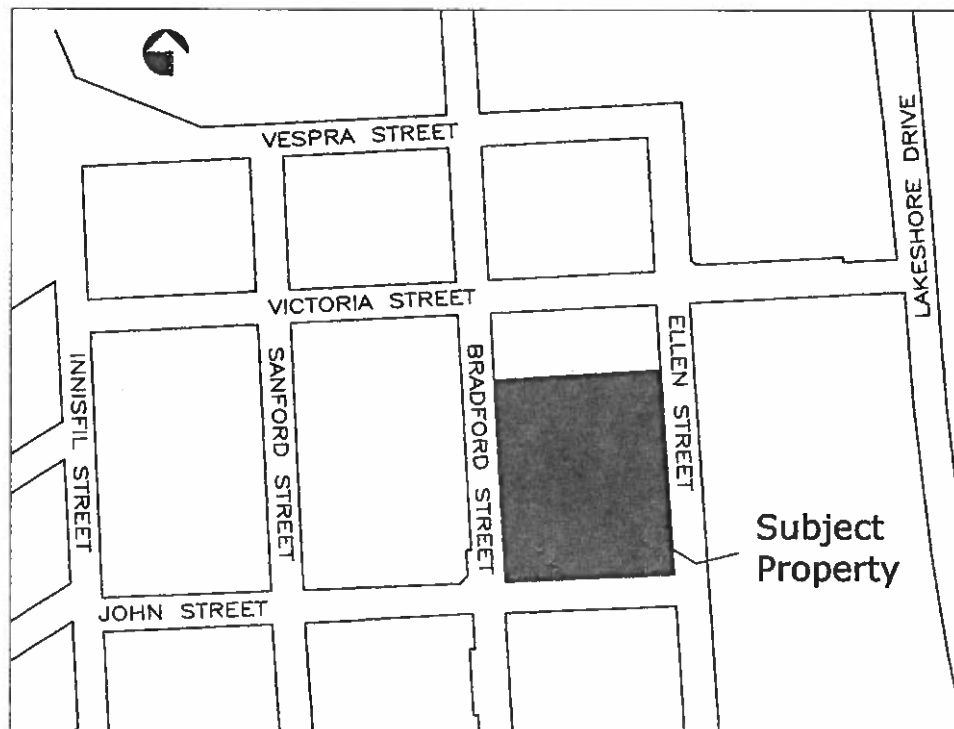 VESPRA STREET
LAKESHORE DRIVE
VICTORIA STREET
INNISFIL STREET
SANFORD STREET
BRADFORD STREET
ELLEN STREET
Subject
Property
JOHN STREET